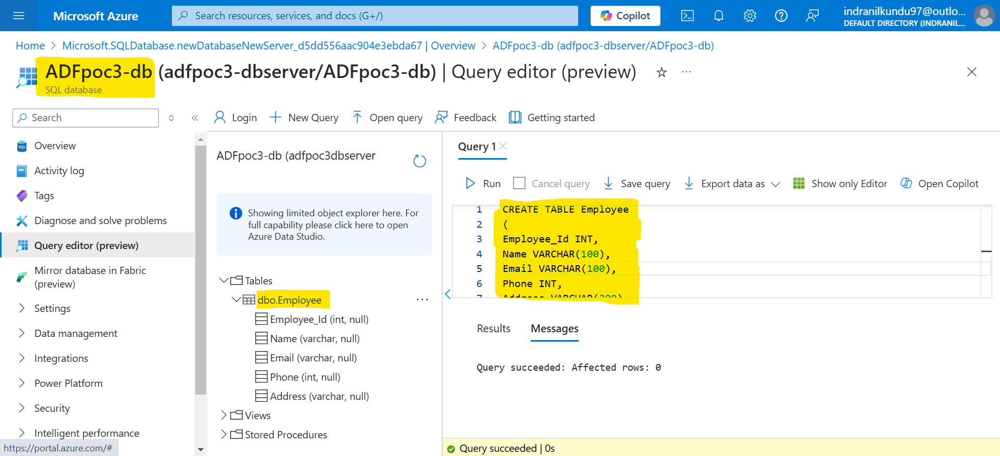 Microsoft Azure
Search resources, services, and docs (G+/)
Copilot
indranilkundu97@outlo...
DEFAULT DIRECTORY (INDRANIL...
Home > Microsoft.SQLDatabase.newDatabaseNewServer_d5dd556aac904e3ebda67 | Overview > ADFpoc3-db (adfpoc3-dbserver/ADFpoc3-db)
ADFpoc3-db (adfpoc3-dbserver/ADFpoc3-db) | Query editor (preview)
SQL database
Search
Login
New Query
Open query
Feedback
Getting started
Overview
Activity log
Tags
Diagnose and solve problems
Query editor (preview)
Mirror database in Fabric
(preview)
Settings
Data management
Integrations
Power Platform
Security
Intelligent performance
https://portal.azure.com/#
ADFpoc3-db (adfpoc3dbserver
Showing limited object explorer here. For
full capability please click here to open
Azure Data Studio.
Tables
dbo.Employee
Employee_Id (int, null)
Name (varchar, null)
Email (varchar, null)
Phone (int, null)
Address (varchar, null)
Views
Stored Procedures
Query 1
Run
Cancel query
Save query
Export data as
Show only Editor
Open Copilot
1 CREATE TABLE Employee
2 (
3 Employee_Id INT,
4 Name VARCHAR(100),
5 Email VARCHAR(100),
6 Phone INT,
7 Address VARCHAR(200)
Results
Messages
Query succeeded: Affected rows: 0
Query succeeded | 0s